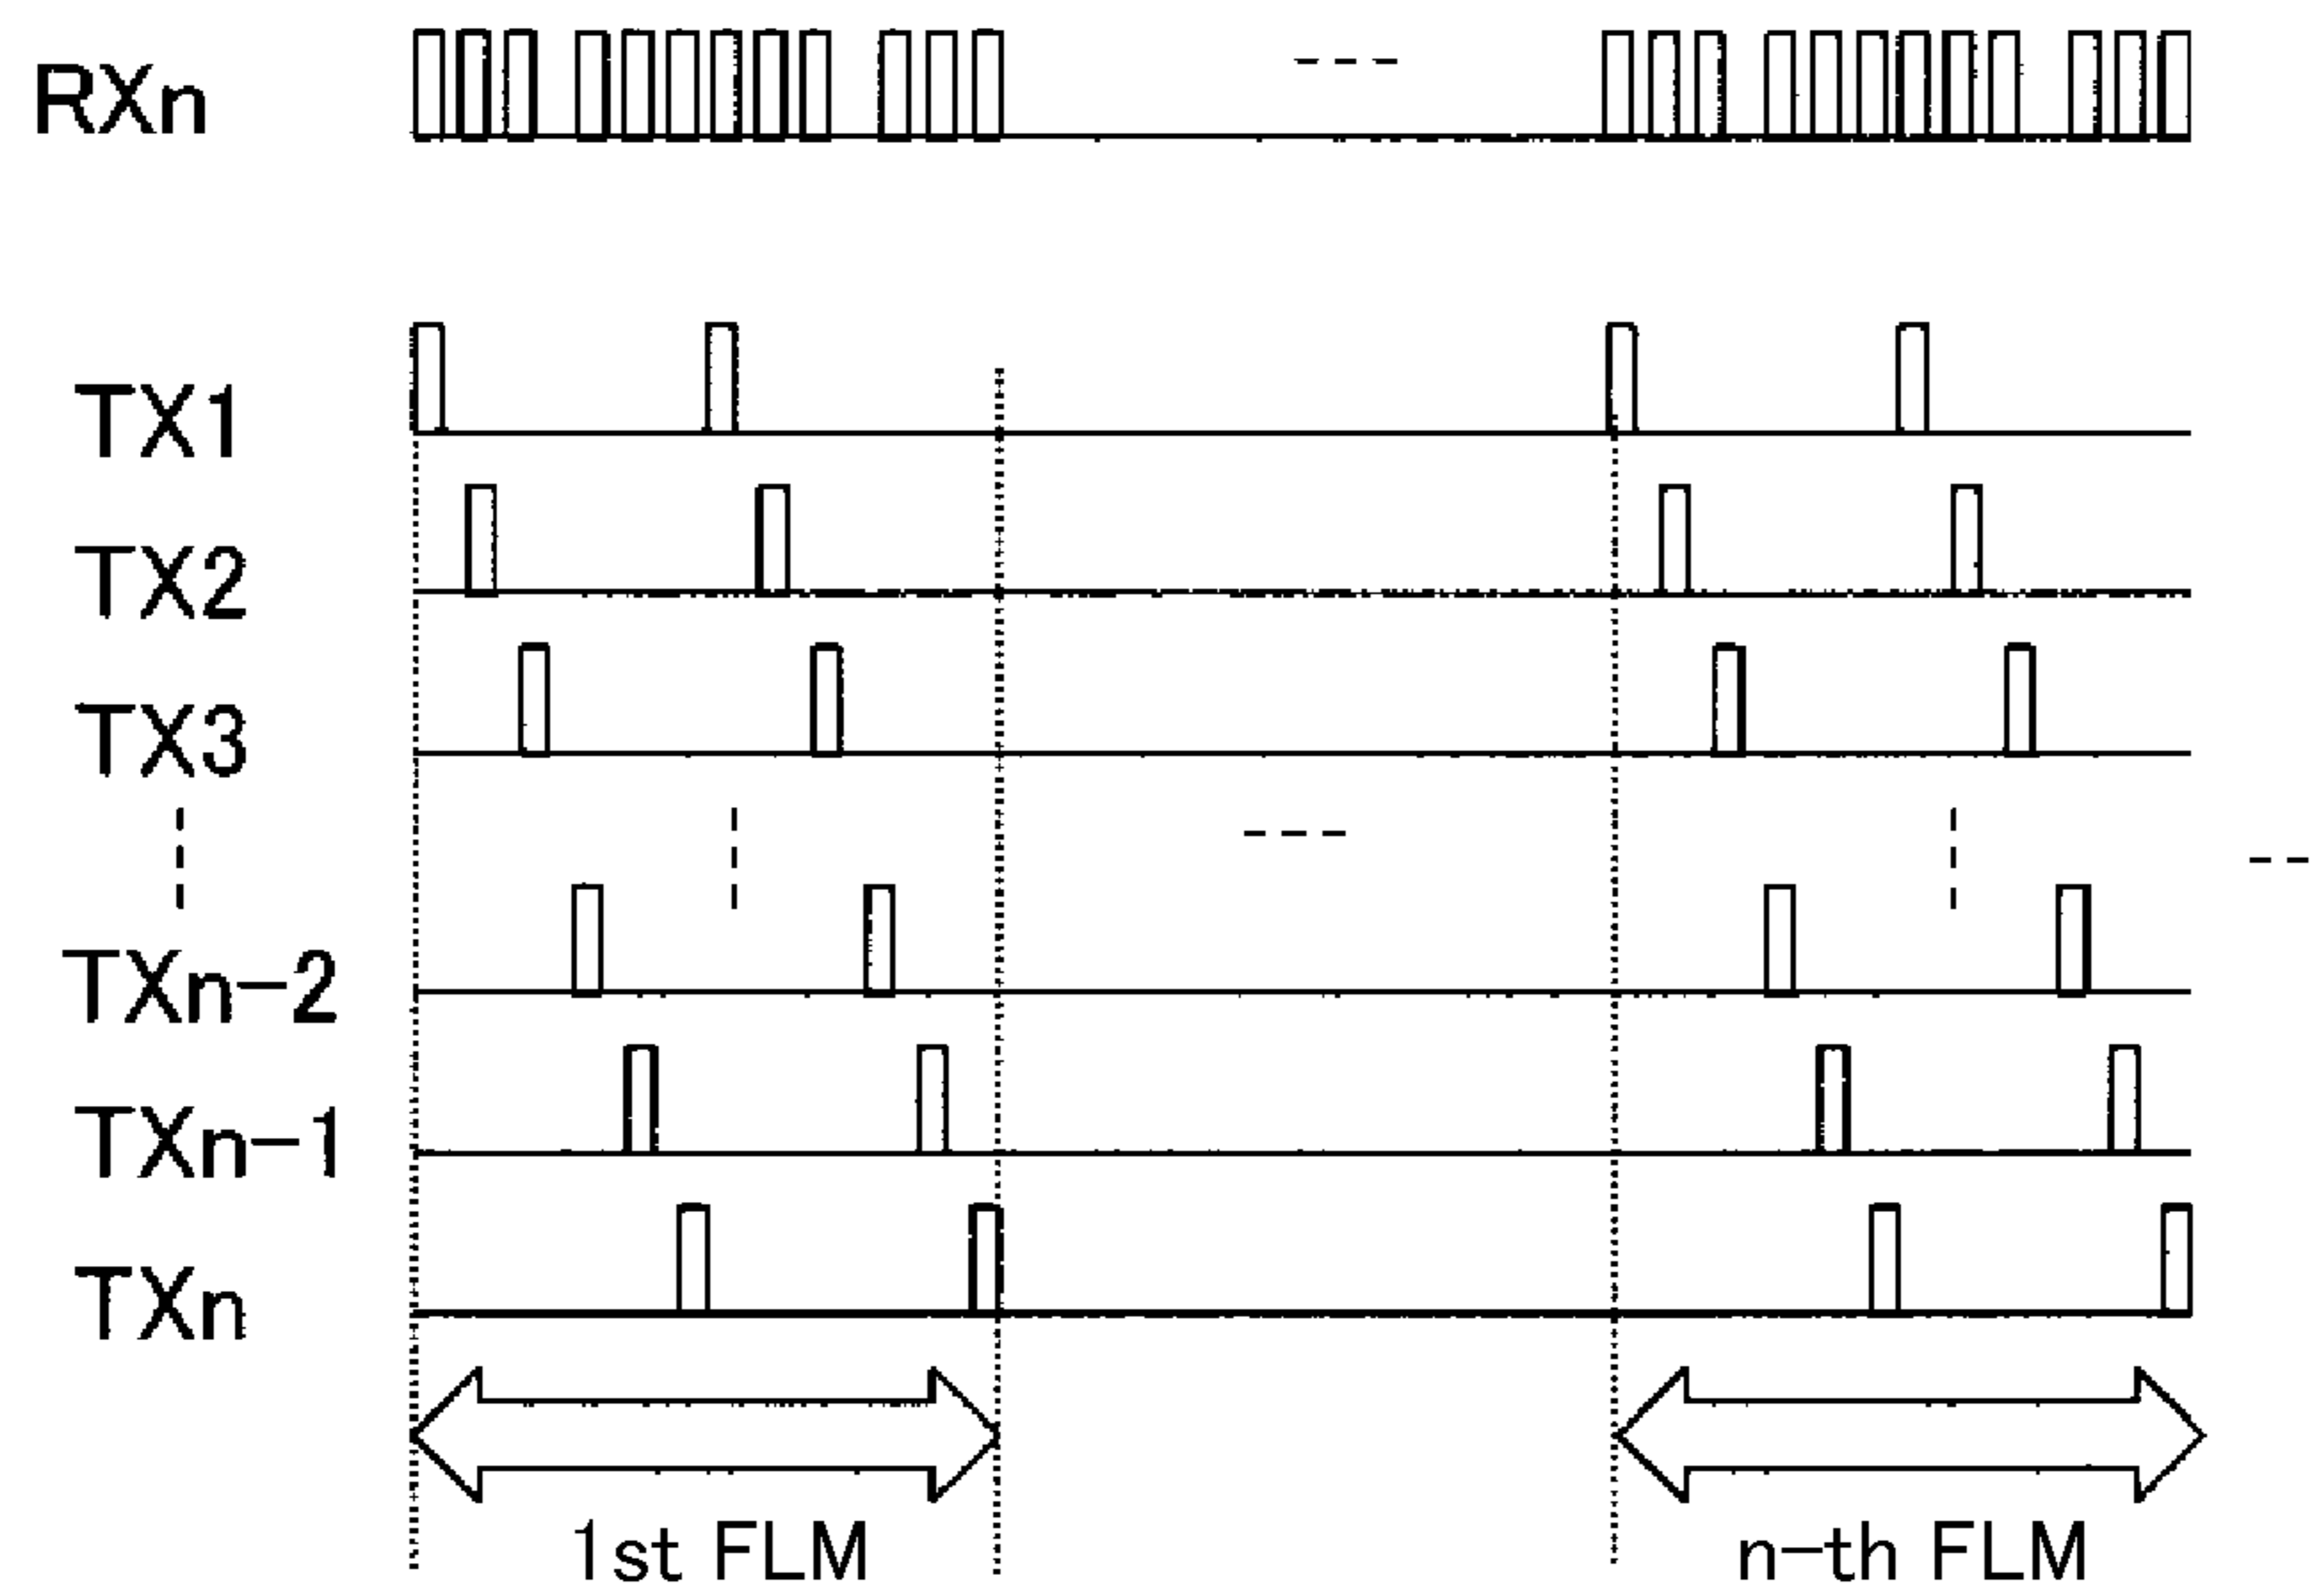 RXn
TX1
TX2
TX3
TXn-2
TXn-1
TXn
1st FLM
n-th FLM